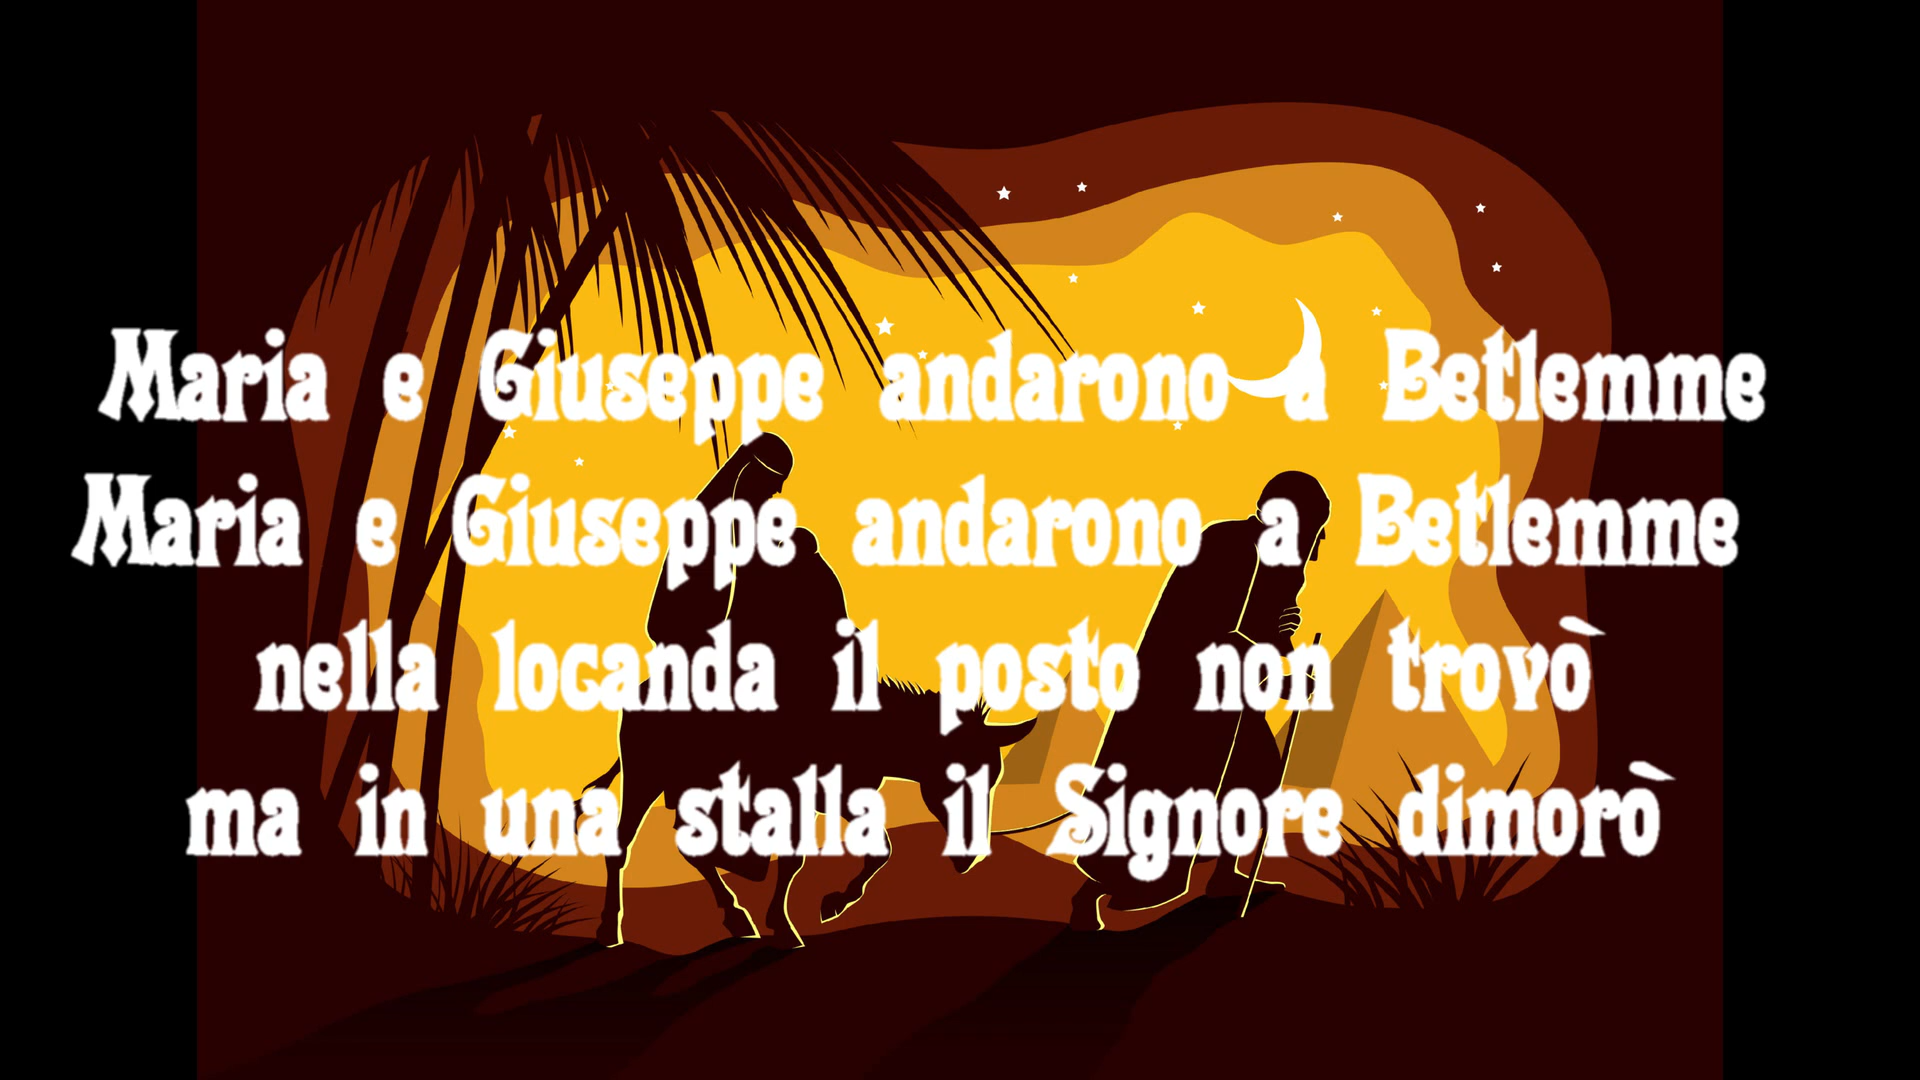 Maria e Giuseppe andarono a Betlemme
Maria e Giuseppe andarono a Betlemme
nella locanda il posto non trovò
ma in una stalla il Signore dimorò